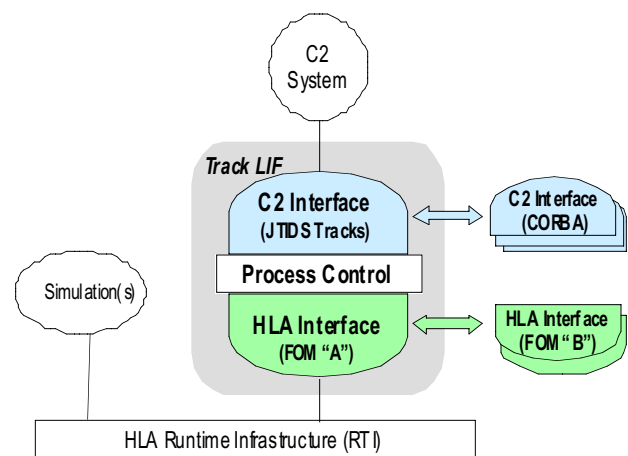 C2
System
Track LIF
C2 Interface
(JTIDS Tracks)
C2 Interface
(CORBA)
Process Control
Simulation(s)
HLA Interface
(FOM “A”)
HLA Interface
(FOM “B”)
HLA Runtime Infrastructure (RTI)